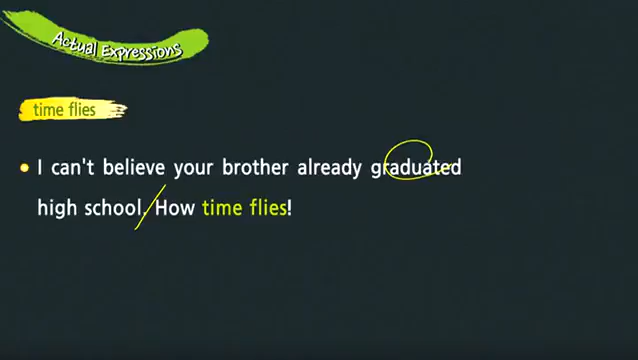 Actual Expressions
time flies
I can't believe your brother already graduated
high school. How time flies!